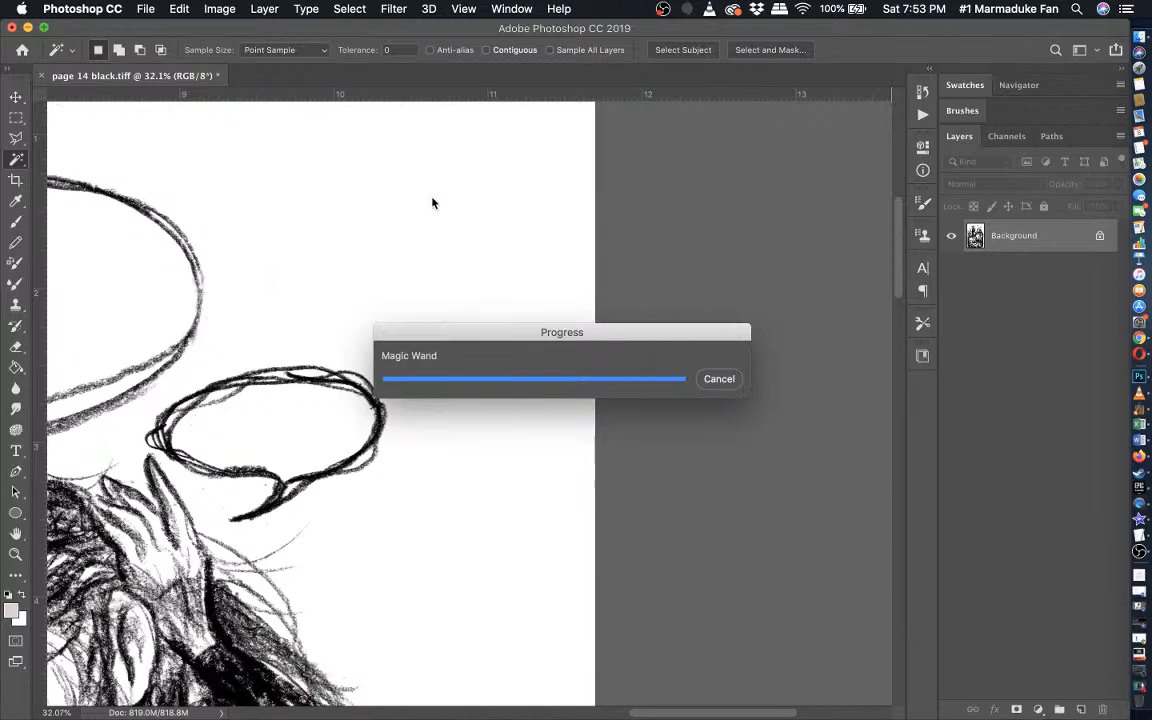 Photoshop CC File Edit Image Layer Type Select Filter 3D View Window Help 100% Sat 7:53 PM #1 Marmaduke Fan
Adobe Photoshop CC 2019
Sample Size: Point Sample Tolerance: 0 Anti-alias Contiguous Sample All Layers Select Subject Select and Mask...
page 14 black.tiff @ 32.1% (RGB/8*) *
Swatches Navigator
9 10 11 12 13
Brushes
Layers Channels Paths
1
Kind
Normal Opacity:
Lock: Fill:
Background
2
Progress
Magic Wand
Cancel
3
4
32.07% Doc: 819.0M/818.8M